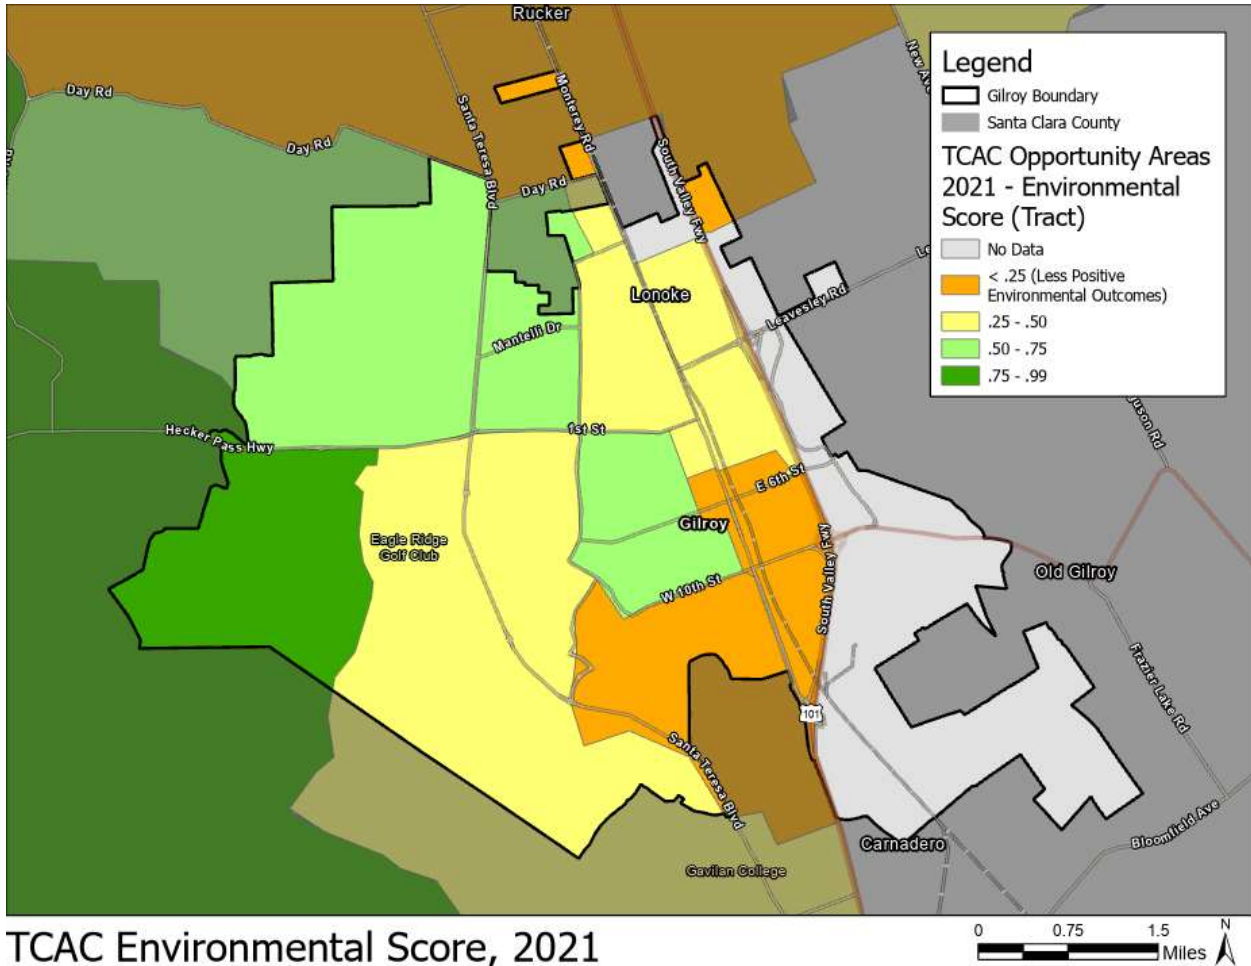 Rucker
New Ave
Day Rd
Monterey Rd
Santa Teresa Blvd
South Valley Fwy
Day Rd
Day Rd
Lonoke
Leavesley Rd
Mantelli Dr
Hecker Pass Hwy
1st St
E 6th St
Gilroy
Eagle Ridge
Golf Club
W 10th St
South Valley Fwy
Old Gilroy
Frazier Lake Rd
101
Santa Teresa Blvd
Carnadero
Bloomfield Ave
Gavilan College
Legend
Gilroy Boundary
Santa Clara County
TCAC Opportunity Areas
2021 - Environmental
Score (Tract)
No Data
< .25 (Less Positive
Environmental Outcomes)
.25 - .50
.50 - .75
.75 - .99
TCAC Environmental Score, 2021
0 0.75 1.5
Miles
N